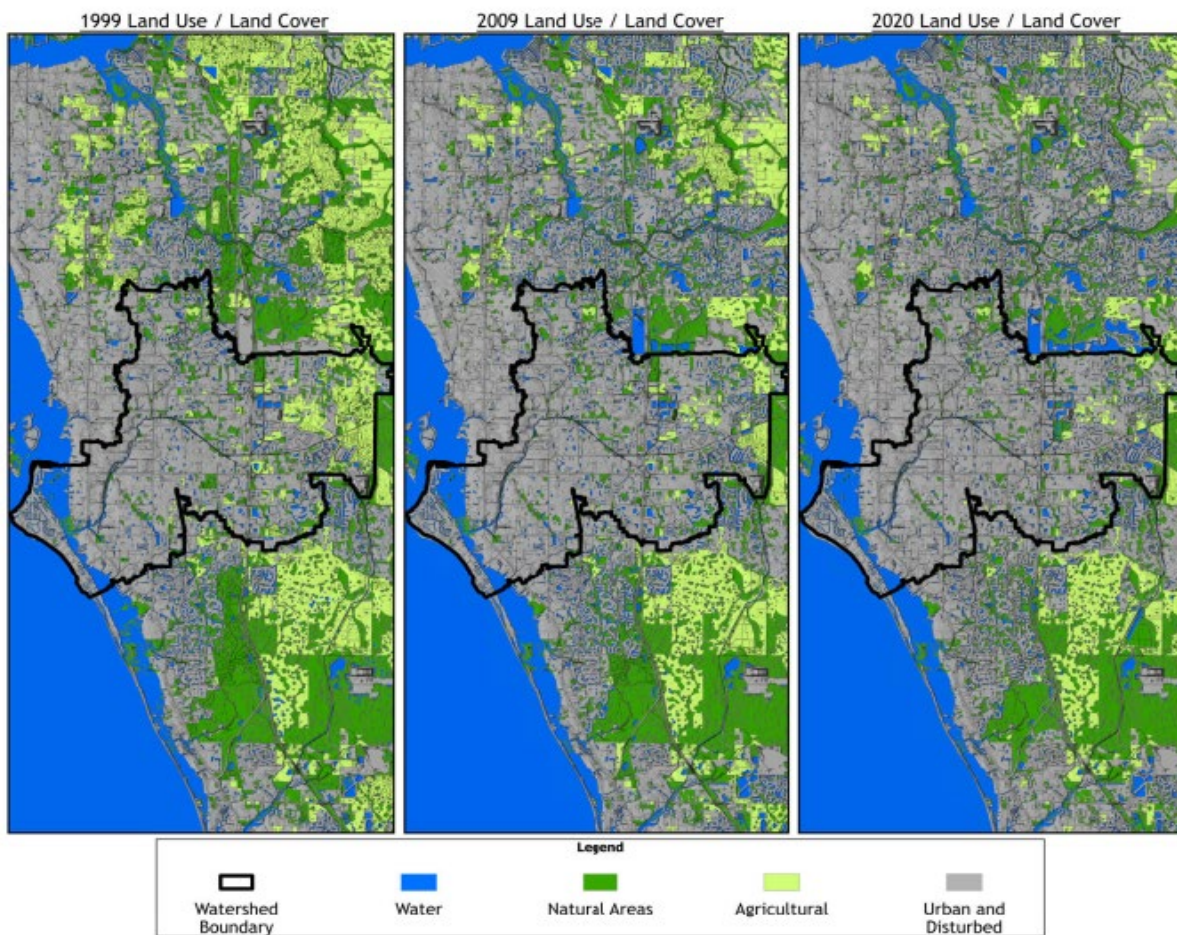 1999 Land Use / Land Cover
2009 Land Use / Land Cover
2020 Land Use / Land Cover
Legend
Watershed
Boundary
Water
Natural Areas
Agricultural
Urban and
Disturbed